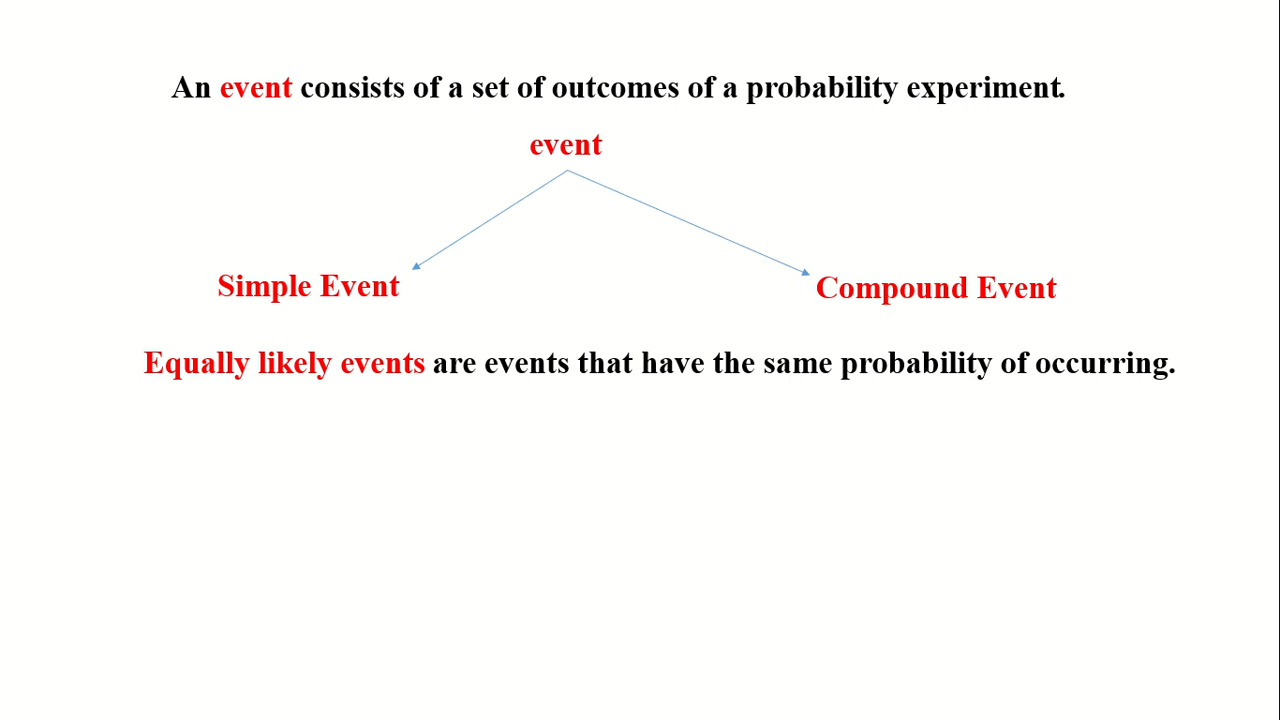 An event consists of a set of outcomes of a probability experiment.
event
Simple Event
Compound Event
Equally likely events are events that have the same probability of occurring.